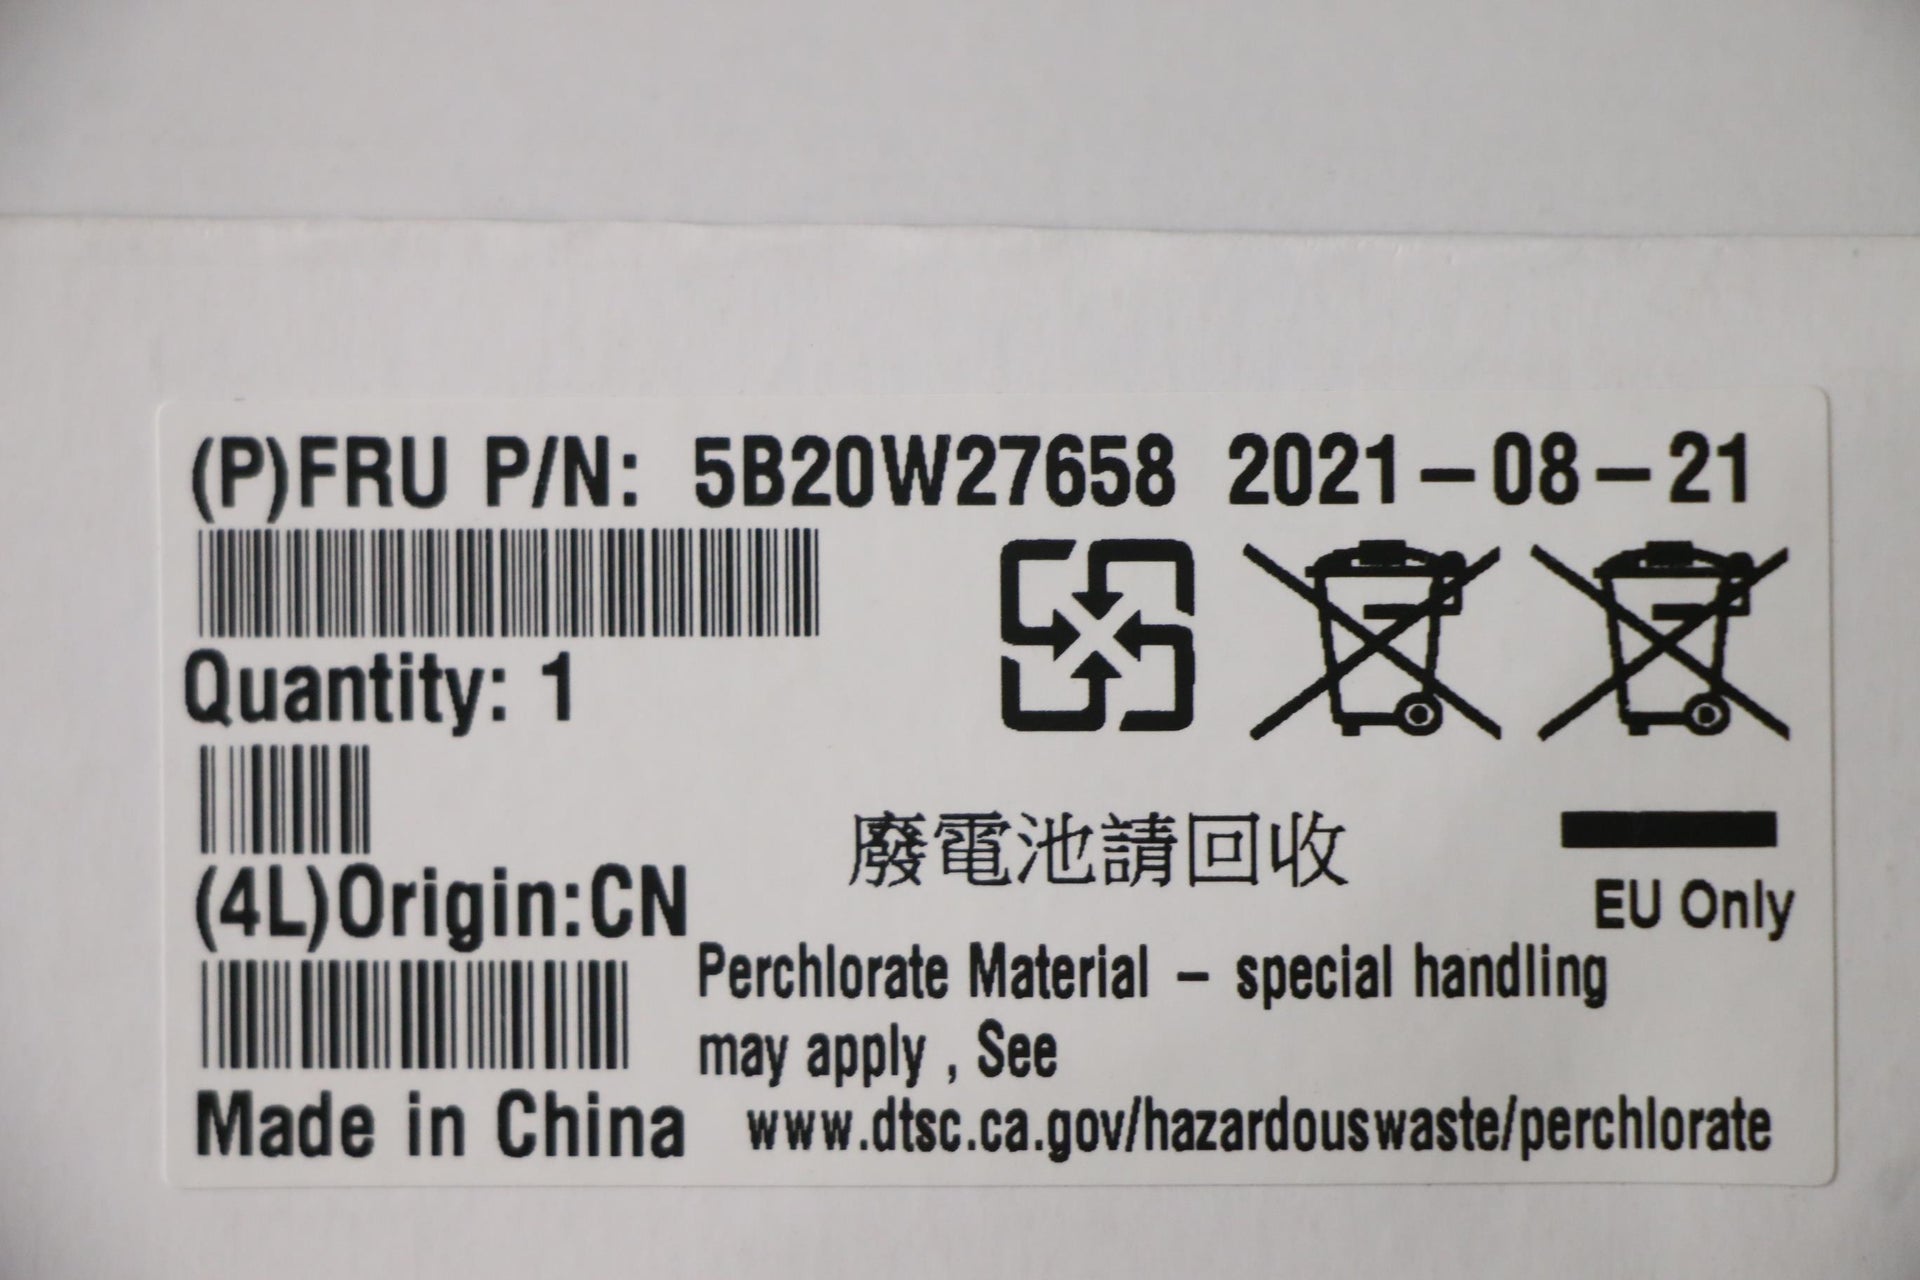 (P)FRU P/N: 5B20W27658 2021-08-21
Quantity: 1
(4L)Origin:CN
廢電池請回收
EU Only
Perchlorate Material - special handling
may apply , See
www.dtsc.ca.gov/hazardouswaste/perchlorate
Made in China